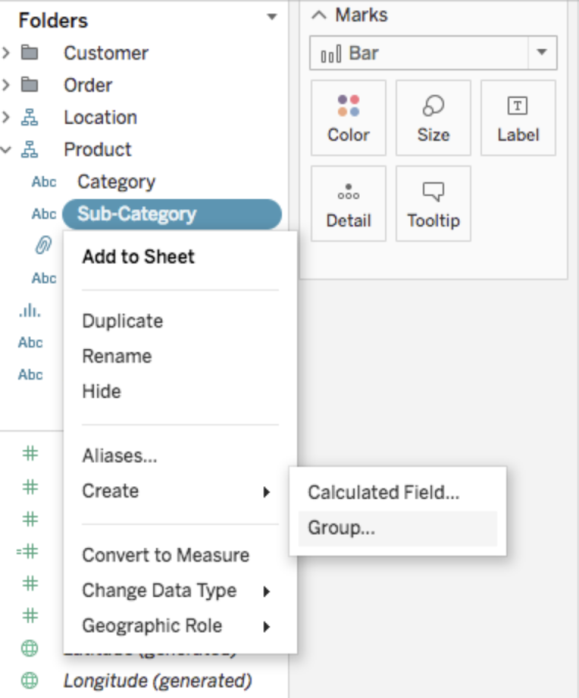 Folders
Customer
Order
Location
Product
Abc Category
Abc Sub-Category
Abc
Abc
Abc
Add to Sheet
Duplicate
Rename
Hide
Aliases...
Create
Convert to Measure
Change Data Type
Geographic Role
Calculated Field...
Group...
Latitude (generated)
Longitude (generated)
Marks
Bar
Color
Size
T
Label
Detail
Tooltip